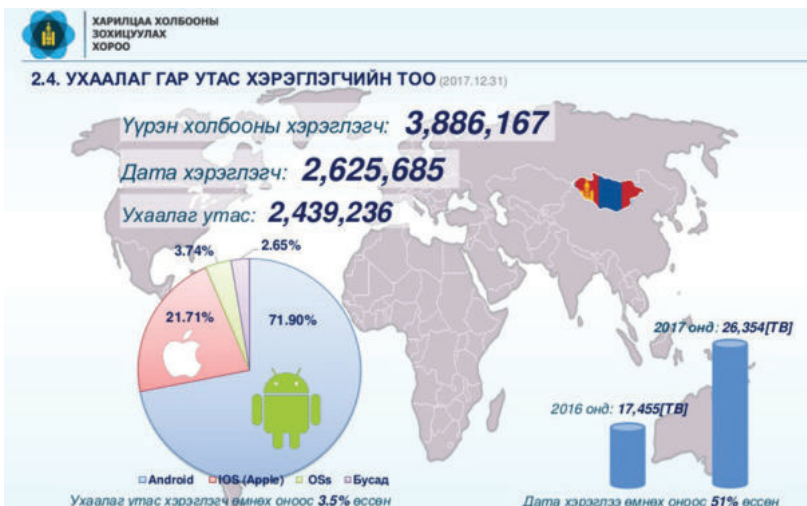 ХАРИЛЦАА ХОЛБООНЫ
ЗОХИЦУУЛАХ
ХОРОО
2.4. УХААЛАГ ГАР УТАС ХЭРЭГЛЭГЧИЙН ТОО (2017.12.31)
Үүрэн холбооны хэрэглэгч: 3,886,167
Дата хэрэглэгч: 2,625,685
Ухаалаг утас: 2,439,236
3.74%
2.65%
21.71%
71.90%
2017 онд: 26,354[TB]
2016 онд: 17,455[TB]
Android IOS (Apple) OSs Бусад
Ухаалаг утас хэрэглэгч өмнөх оноос 3.5% өссөн
Дата хэрэглээ өмнөх оноос 51% өссөн